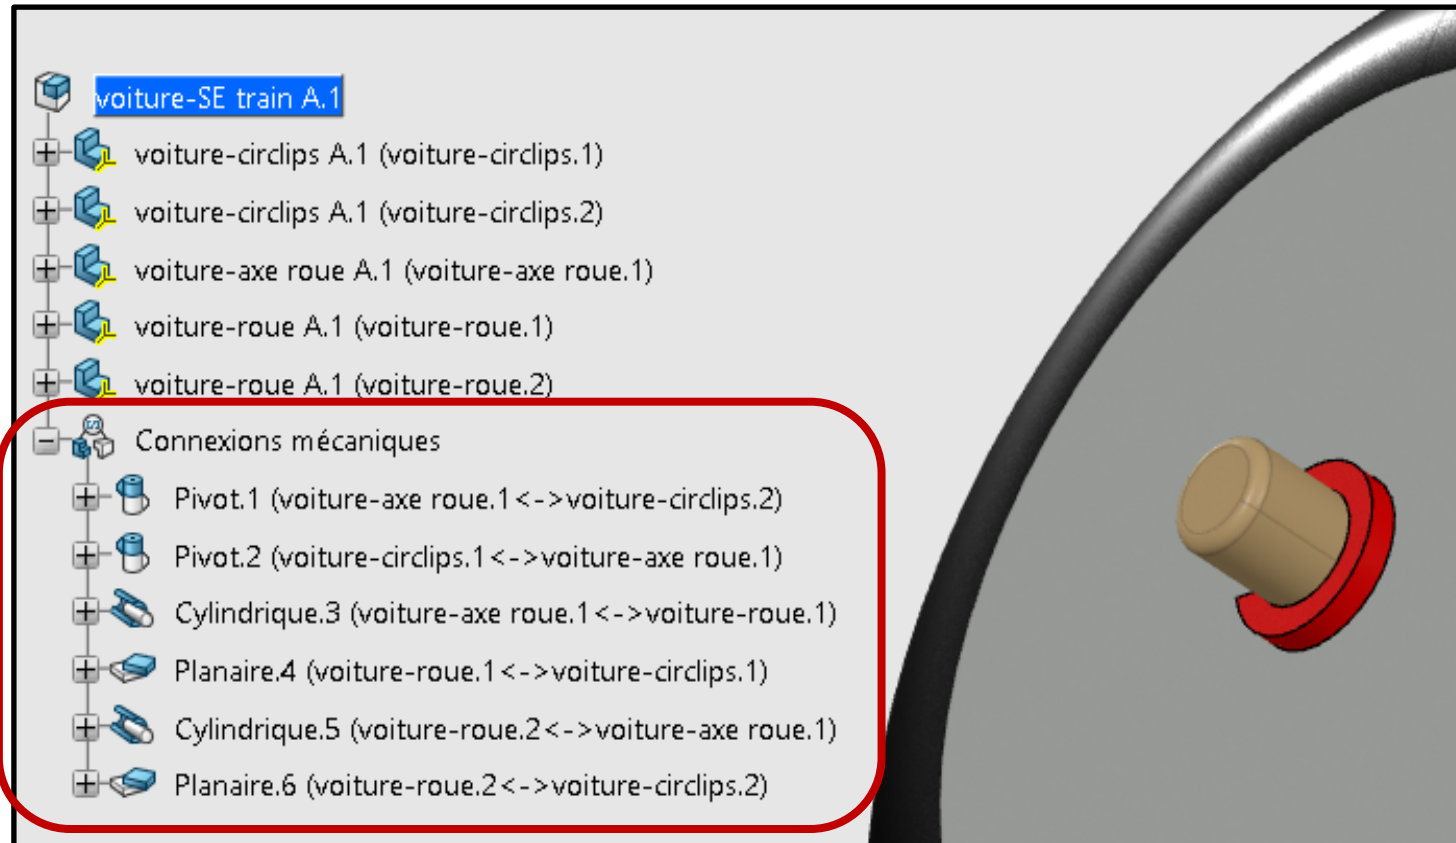 voiture-SE train A.1
voiture-circlips A.1 (voiture-circlips.1)
voiture-circlips A.1 (voiture-circlips.2)
voiture-axe roue A.1 (voiture-axe roue.1)
voiture-roue A.1 (voiture-roue.1)
voiture-roue A.1 (voiture-roue.2)
Connexions mécaniques
Pivot.1 (voiture-axe roue.1<->voiture-circlips.2)
Pivot.2 (voiture-circlips.1<->voiture-axe roue.1)
Cylindrique.3 (voiture-axe roue.1<->voiture-roue.1)
Planaire.4 (voiture-roue.1<->voiture-circlips.1)
Cylindrique.5 (voiture-roue.2<->voiture-axe roue.1)
Planaire.6 (voiture-roue.2<->voiture-circlips.2)